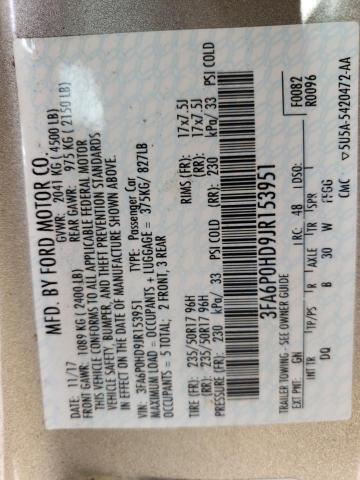 MFD. BY FORD MOTOR CO.
DATE: 11/17 GVWR: 2041 KG ( 4500 LB)
FRONT GAWR: 1089 KG ( 2400 LB) REAR GAWR: 975 KG ( 2150 LB)
THIS VEHICLE CONFORMS TO ALL APPLICABLE FEDERAL MOTOR
VEHICLE SAFETY, BUMPER, AND THEFT PREVENTION STANDARDS
IN EFFECT ON THE DATE OF MANUFACTURE SHOWN ABOVE.
VIN: 3FA6P0HD9JR153951 TYPE: Passenger Car
MAXIMUM LOAD = OCCUPANTS + LUGGAGE = 375KG/ 827LB
OCCUPANTS = 5 TOTAL; 2 FRONT, 3 REAR
TIRE (FR): 235/50R17 96H RIMS (FR): 17x7.5J
(RR): 235/50R17 96H (RR): 17x7.5J
PRESSURE (FR): 230 kPa/ 33 PSI COLD (RR): 230 kPa/ 33 PSI COLD
3FA6P0HD9JR153951
F0082
R0096
TRAILER TOWING - SEE OWNER GUIDE
EXT PNT: GN RC: 48 DSO:
INT TR TP/PS R AXLE TR SPR
DQ B 30 W FFGG
CMC 5U5A-5420472-AA